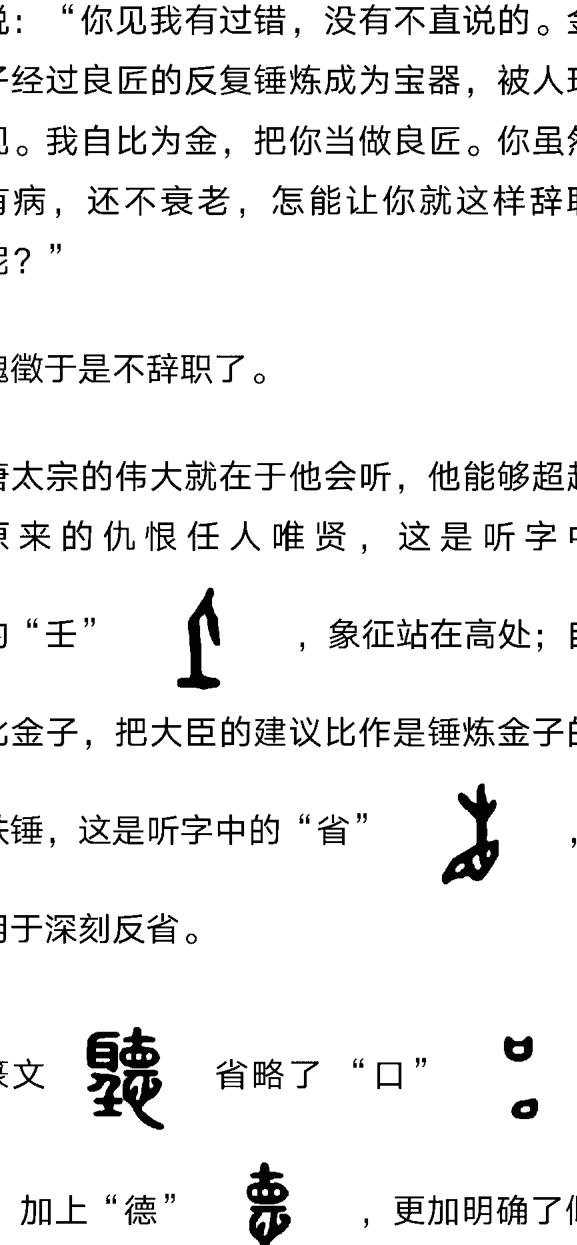 说：“你见我有过错，没有不直说的。金
子经过良匠的反复锤炼成为宝器，被人
。我自比为金，把你当做良匠。你虽然
有病，还不衰老，怎能让你就这样辞职
呢？”
魏徵于是不辞职了。
唐太宗的伟大就在于他会听，他能够超越
原来的仇恨任人唯贤，这是听字中
的“壬”，象征站在高处；自
比金子，把大臣的建议比作是锤炼金子的
铁锤，这是听字中的“省”，
用于深刻反省。
篆文 聽 省略了“口”
加上“德” 悳，更加明确了